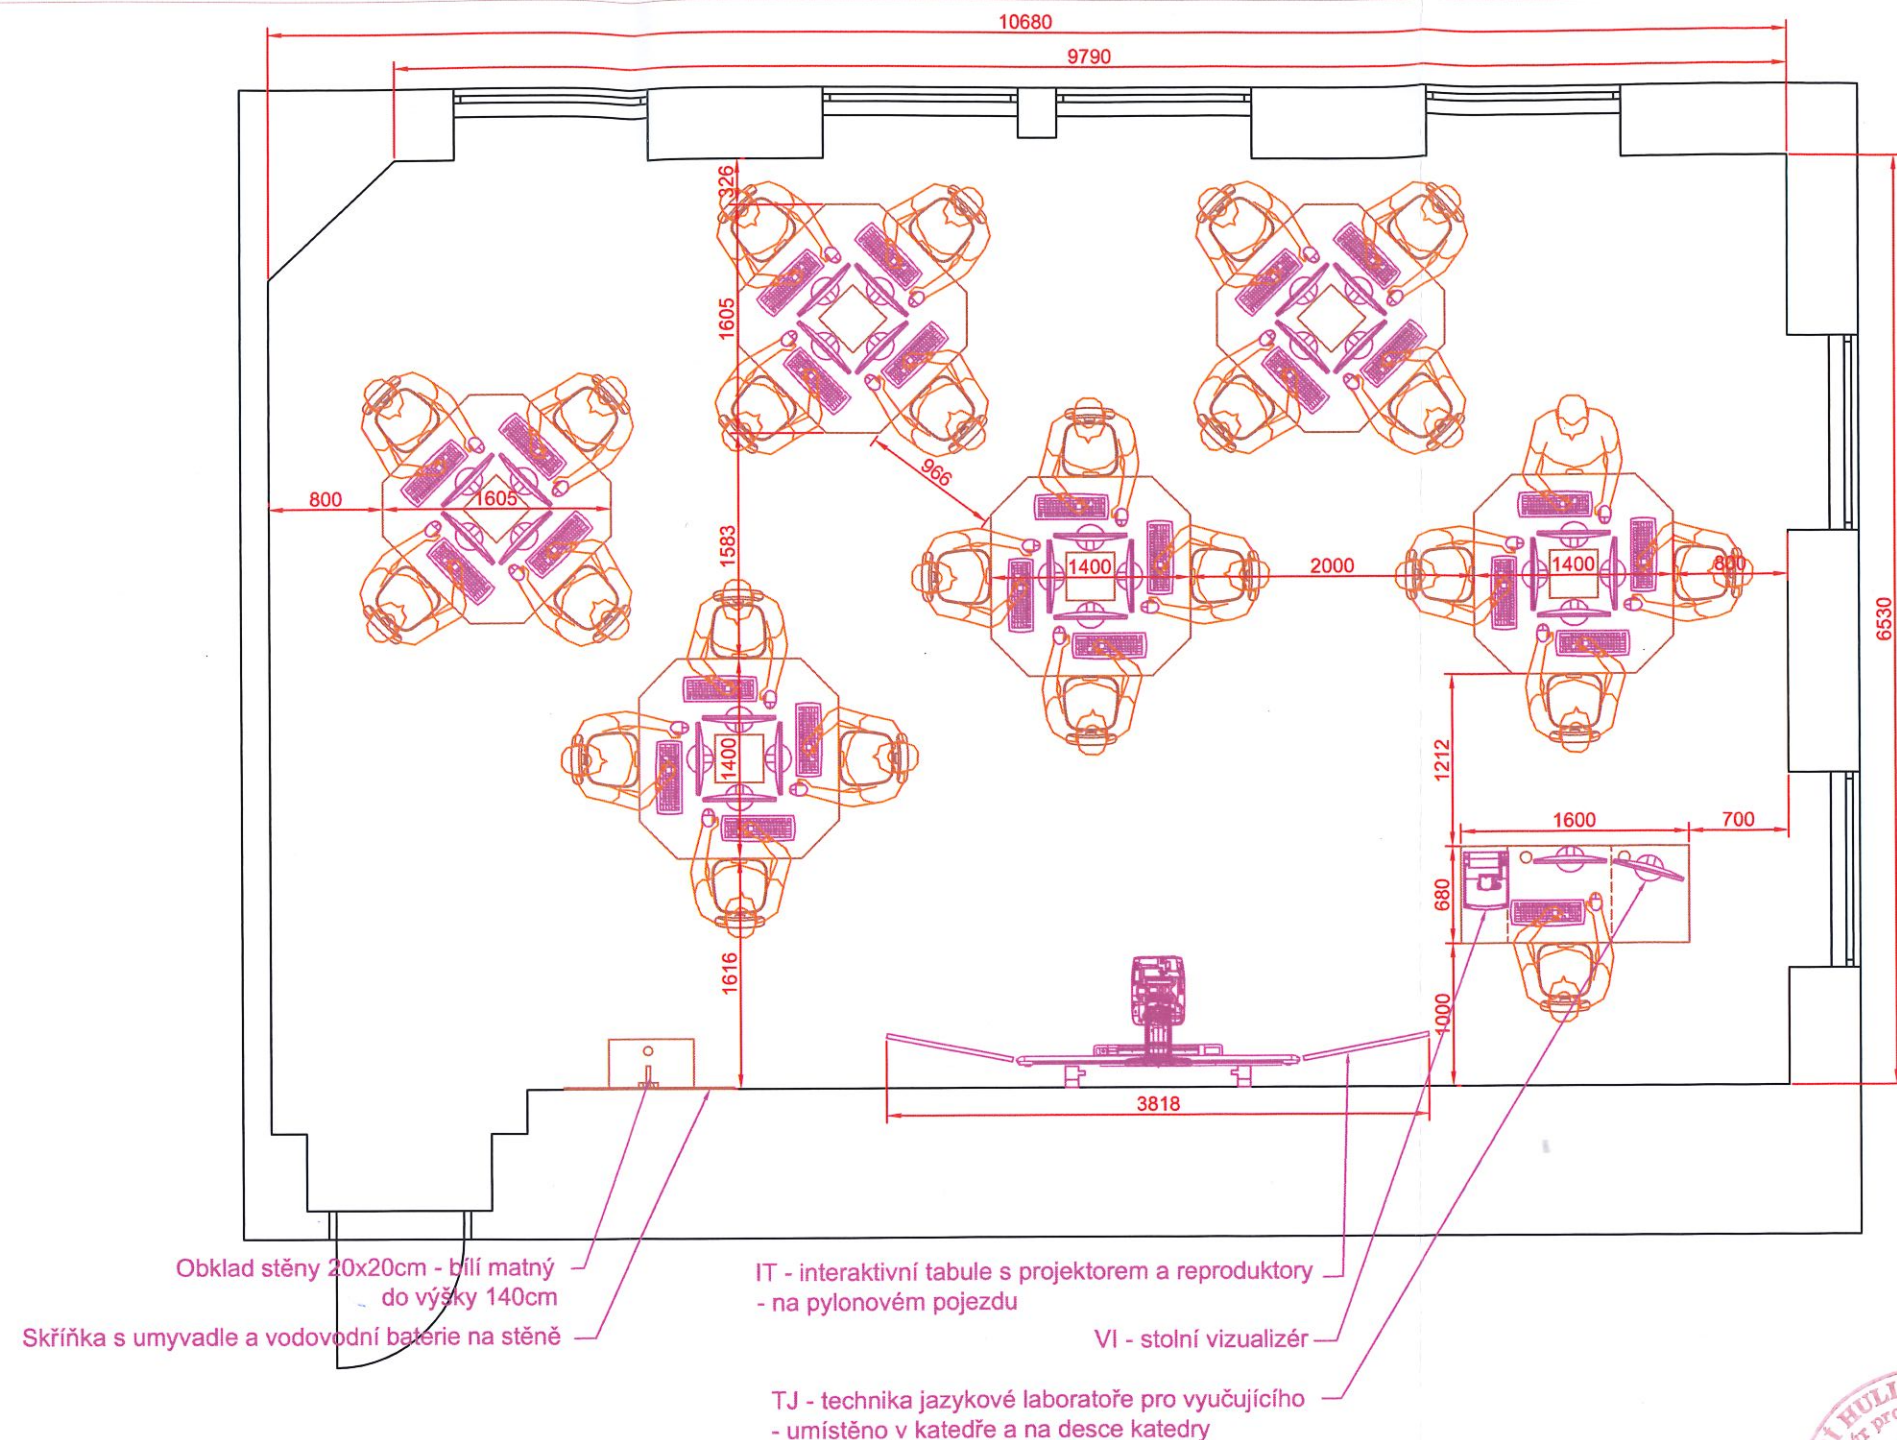 10680
9790
326
1605
966
800
1605
1583
1400
2000
1400
800
6530
1400
1212
1600
700
680
1616
1000
3818
Obklad stěny 20x20cm - bílí matný
do výšky 140cm
Skříňka s umyvadle a vodovodní baterie na stěně
IT - interaktivní tabule s projektorem a reproduktory
- na pylonovém pojezdu
VI - stolní vizualizér
TJ - technika jazykové laboratoře pro vyučujícího
- umístěno v katedře a na desce katedry
HULI